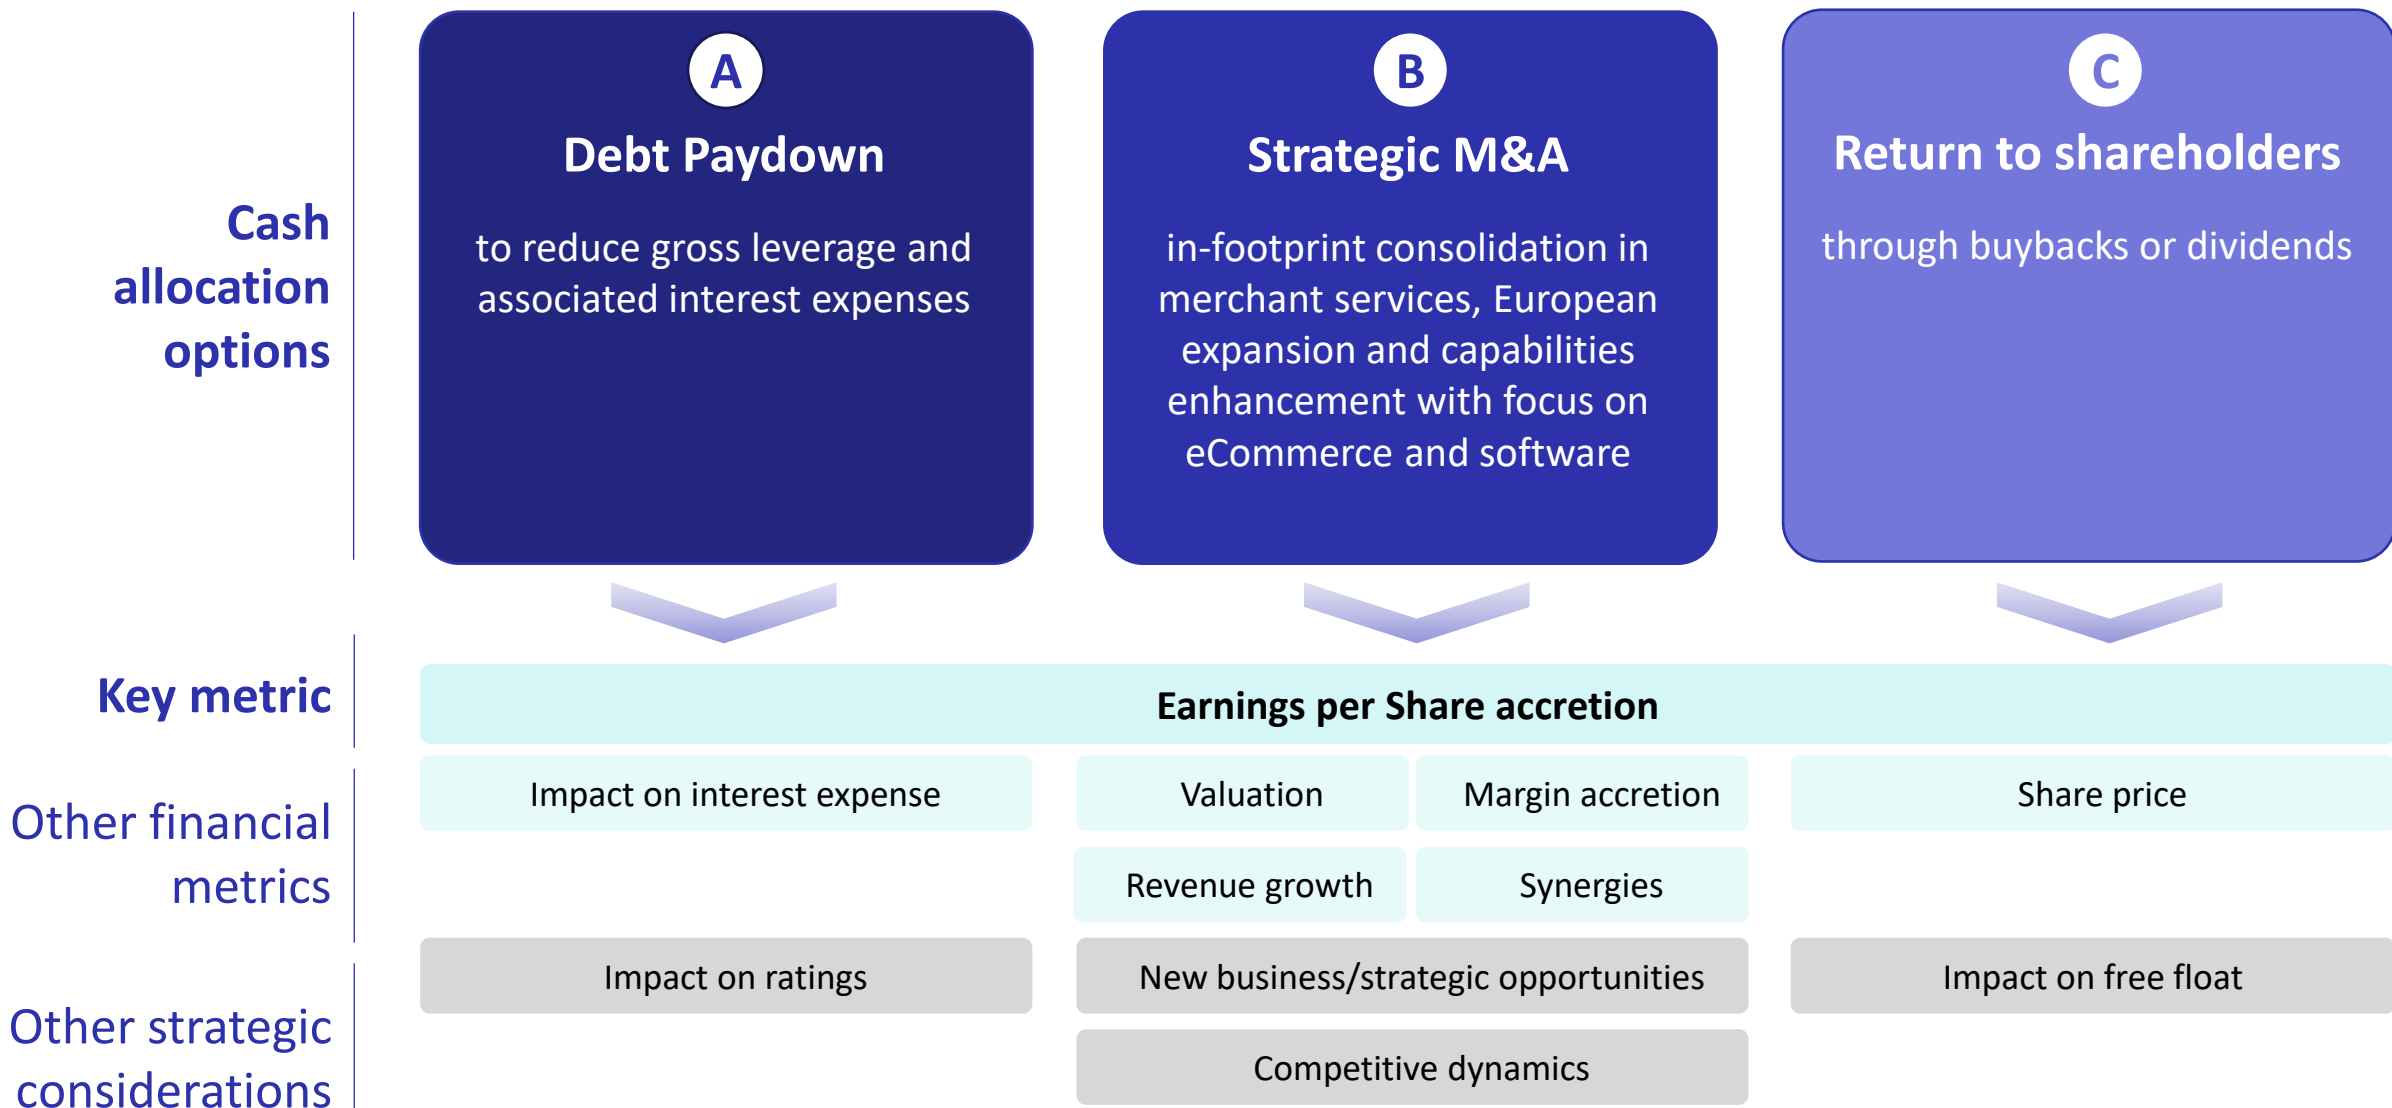 Cash
allocation
options
A
Debt Paydown
to reduce gross leverage and
associated interest expenses
B
Strategic M&A
in-footprint consolidation in
merchant services, European
expansion and capabilities
enhancement with focus on
eCommerce and software
C
Return to shareholders
through buybacks or dividends
Key metric
Earnings per Share accretion
Other financial
metrics
Impact on interest expense
Valuation
Margin accretion
Share price
Revenue growth
Synergies
Other strategic
considerations
Impact on ratings
New business/strategic opportunities
Impact on free float
Competitive dynamics